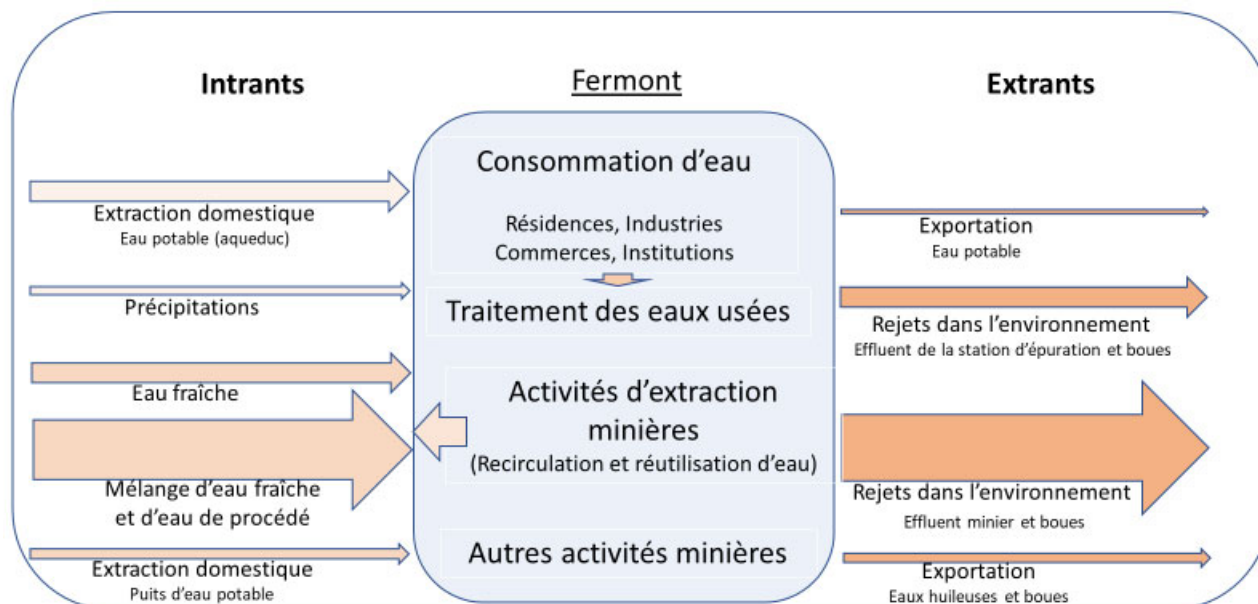 Intrants
Fermont
Extrants
Extraction domestique
Eau potable (aqueduc)
Précipitations
Eau fraîche
Mélange d'eau fraîche
et d'eau de procédé
Extraction domestique
Puits d'eau potable
Consommation d'eau
Résidences, Industries
Commerces, Institutions
Traitement des eaux usées
Activités d'extraction
minières
(Recirculation et réutilisation d'eau)
Autres activités minières
Exportation
Eau potable
Rejets dans l'environnement
Effluent de la station d'épuration et boues
Rejets dans l'environnement
Effluent minier et boues
Exportation
Eaux huileuses et boues